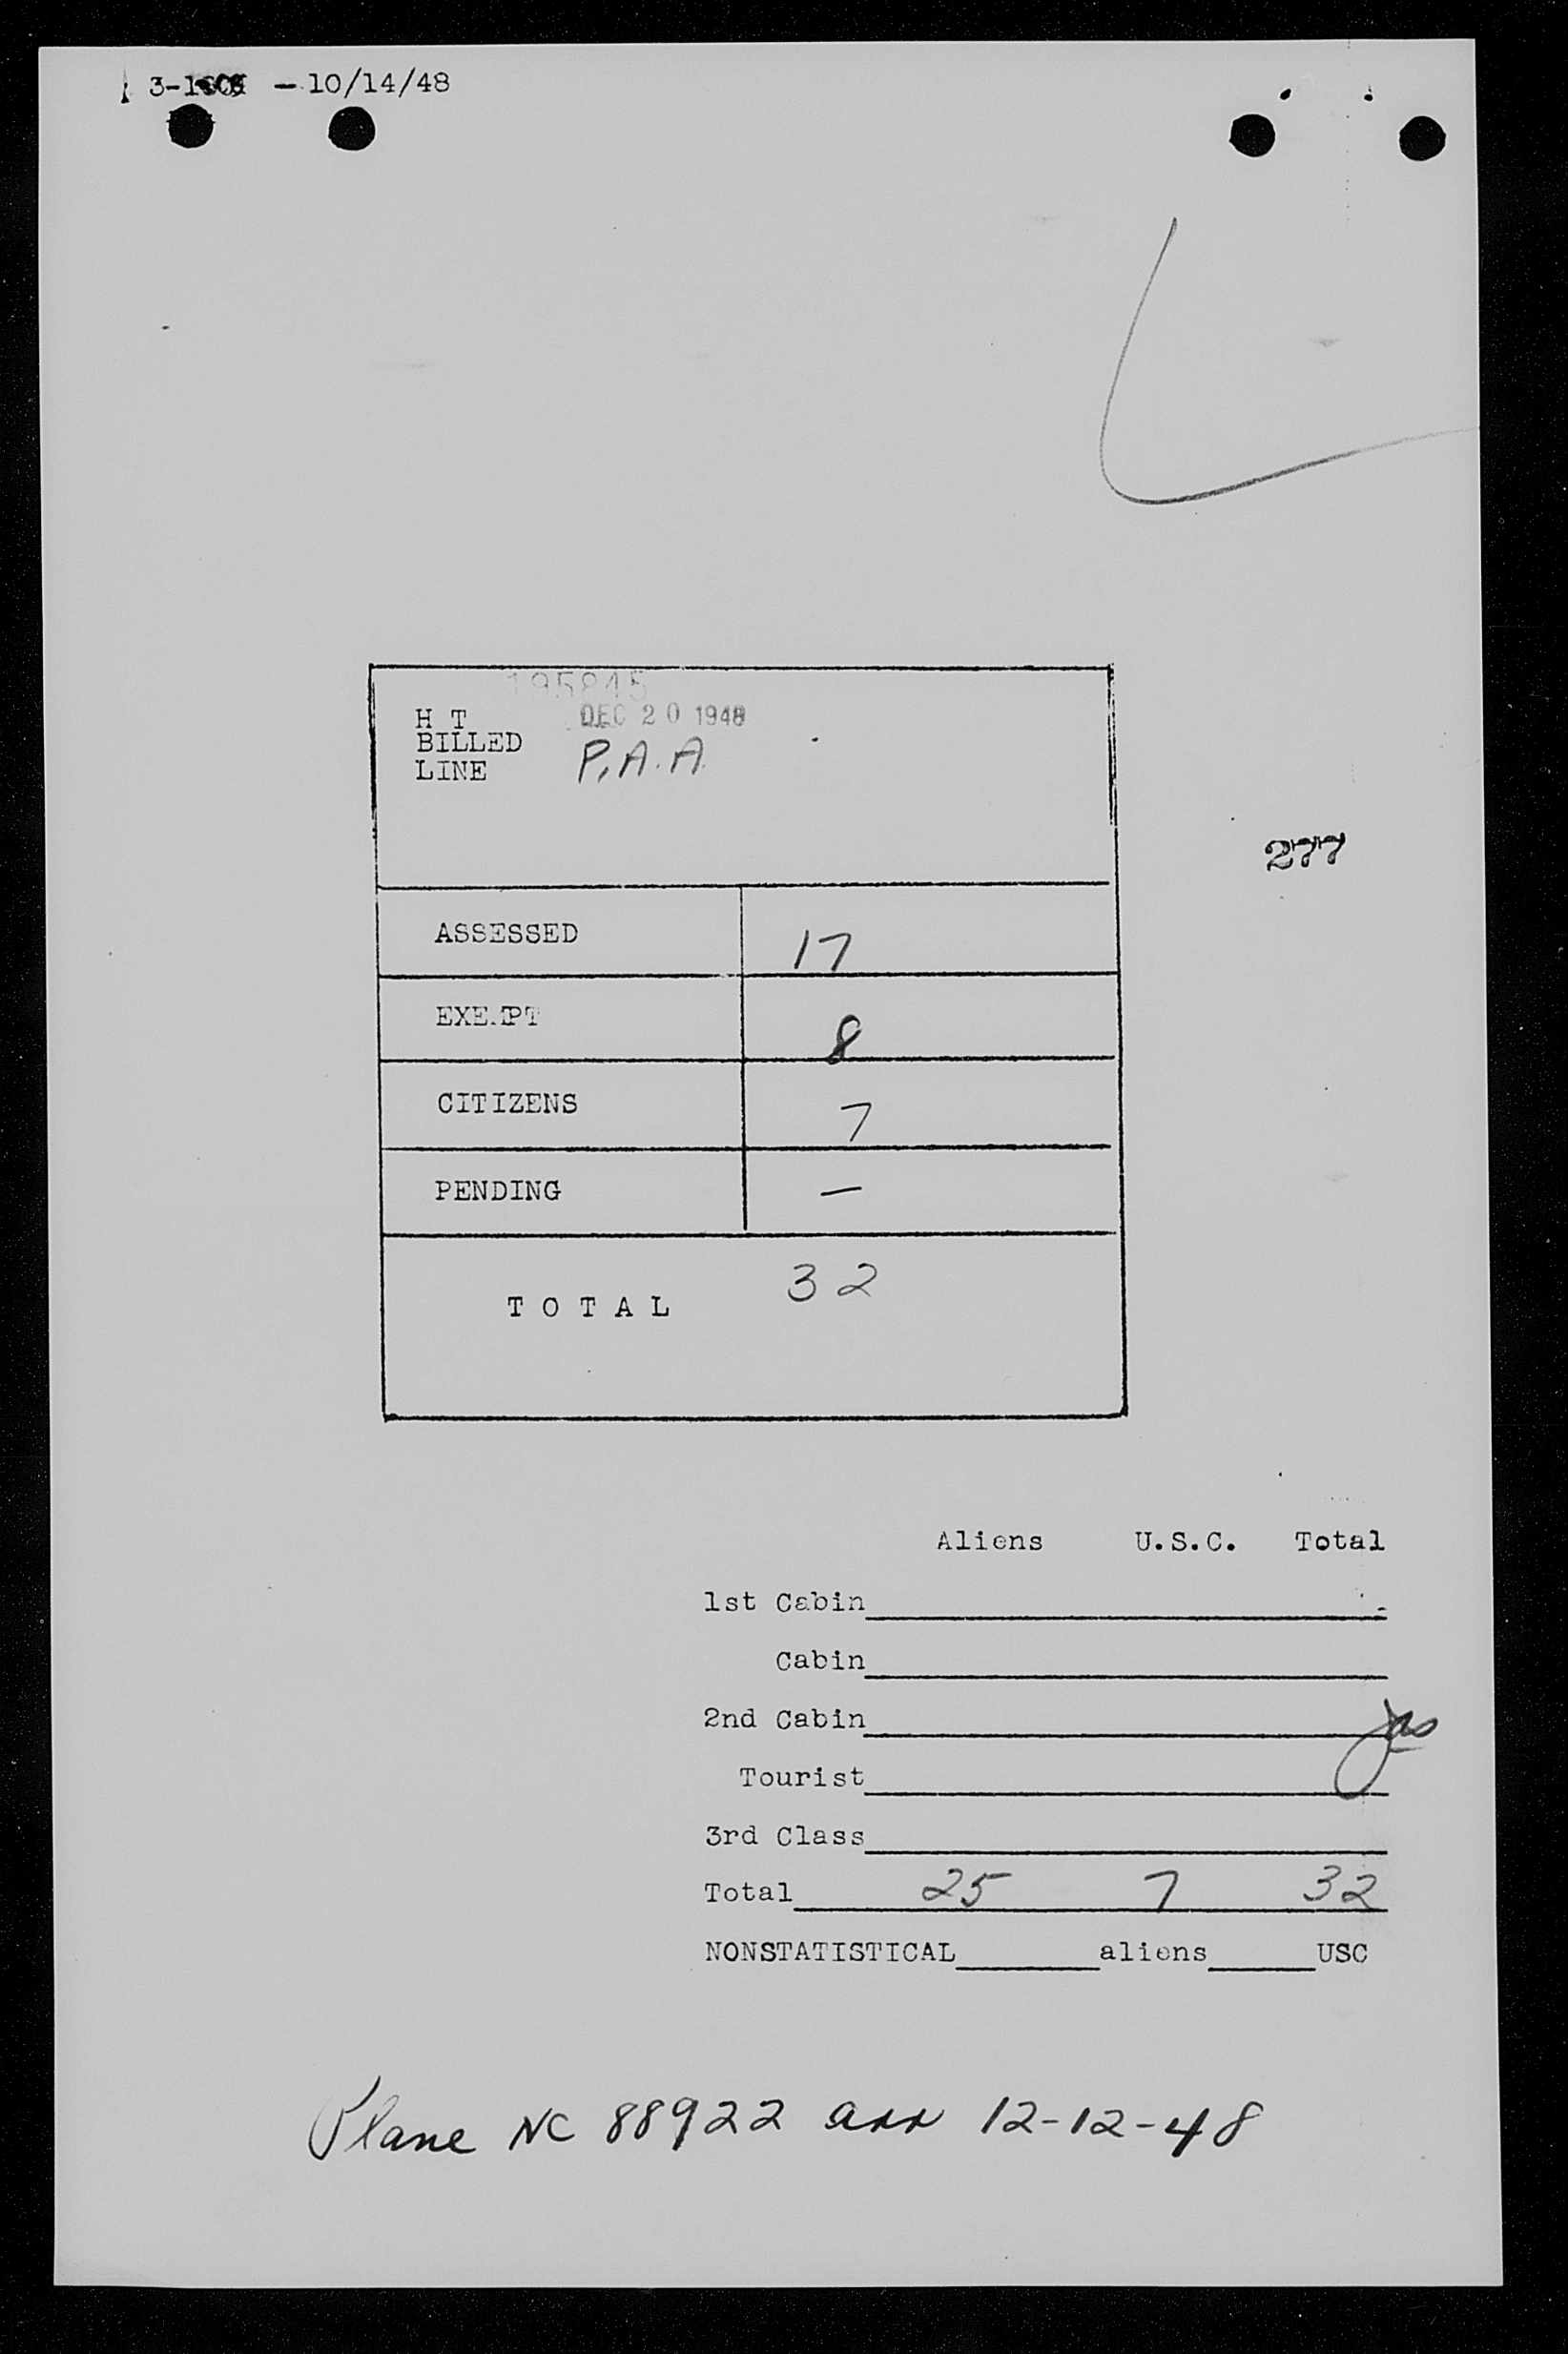 - 10/14/48
195845
H T DEC 20 1948
BILLED
LINE P.A.A.
277
ASSESSED 17
EXEMPT 8
CITIZENS 7
PENDING —
TOTAL 32
Aliens U.S.C. Total
1st Cabin
Cabin
2nd Cabin
Tourist
3rd Class
Total 25 7 32
NONSTATISTICAL aliens USC
Plane NC 88922 arr 12-12-48